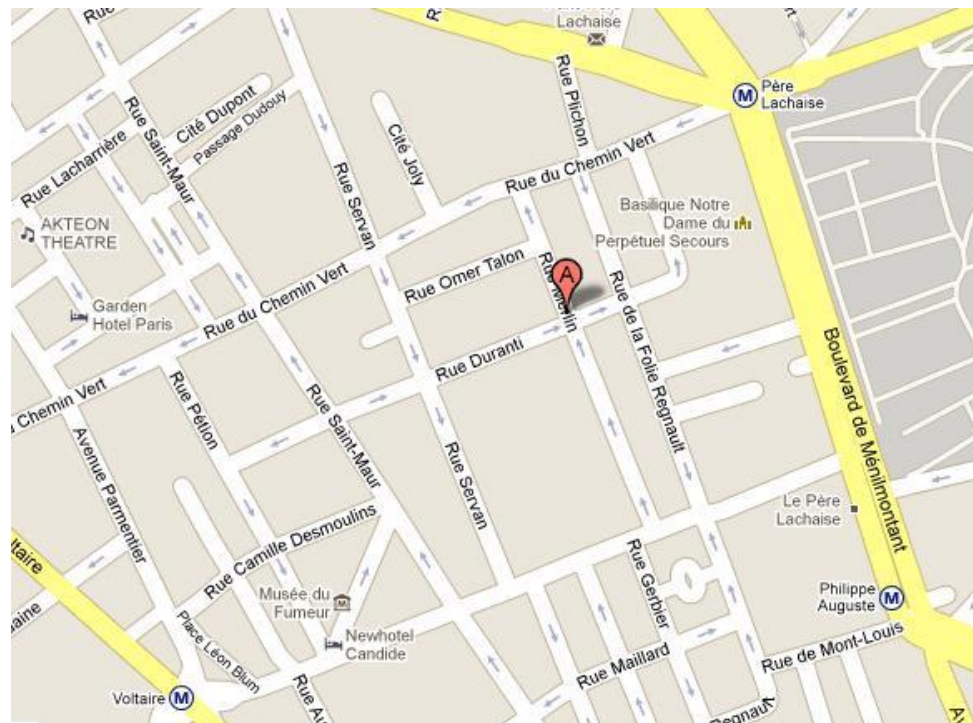 Lachaise
M
Père
Lachaise
Rue Plichon
Cité Dupont
Passage Dudouy
Rue Saint-Maur
Rue Lacharrière
Cité Joly
Rue du Chemin Vert
Rue Servan
Basilique Notre
Dame du
Perpétuel Secours
AKTEON
THEATRE
Rue Omer Talon
A
Rue Merlin
Rue de la Folie Regnault
Garden
Hotel Paris
Rue du Chemin Vert
Rue Duranti
Boulevard de Ménilmontant
Chemin Vert
Rue Pétion
Rue Saint-Maur
Avenue Parmentier
Rue Servan
Le Père
Lachaise
Rue Camille Desmoulins
Rue Gerbier
Philippe
Auguste
M
Musée du
Fumeur
Newhotel
Candide
Place Léon Blum
Rue Maillard
Rue de Mont-Louis
Voltaire
M
Regnault